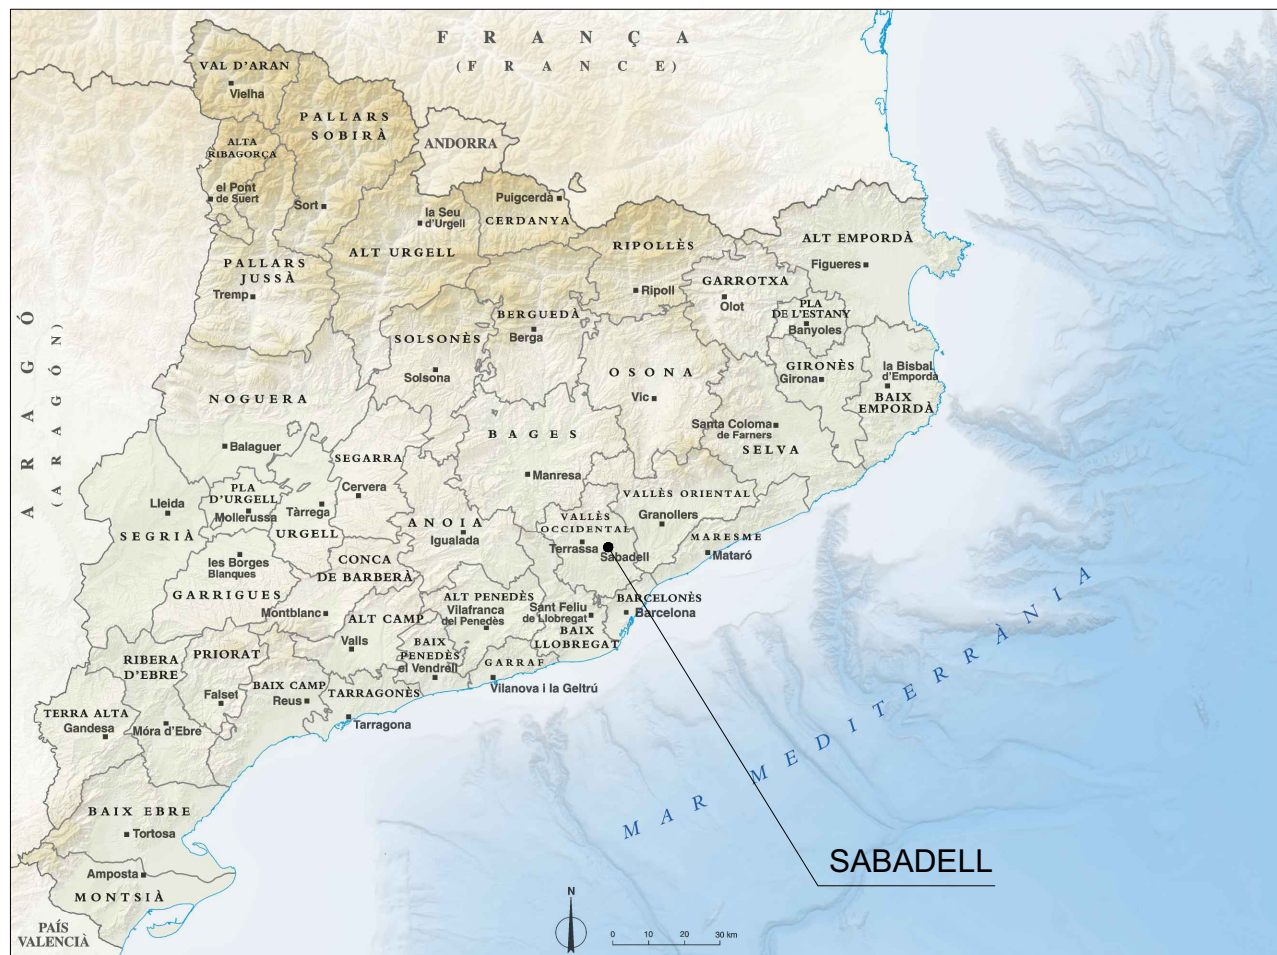 F R A N Ç A
(F R A N C E)
VAL D'ARAN
Vielha
PALLARS
SOBIRÀ
ALTA
RIBAGORÇA
ANDORRA
el Pont
de Suert
Sort
la Seu
d'Urgell
Puigcerdà
CERDANYA
ALT URGELL
RIPOLLÈS
ALT EMPORDÀ
Figueres
PALLARS
JUSSÀ
Tremp
Ripoll
GARROTXA
Olot
PLA
DE L'ESTANY
Banyoles
BERGUEDÀ
Berga
SOLSONÈS
Solsona
OSONA
Vic
GIRONÈS
Girona
la Bisbal
d'Empordà
BAIX
EMPORDÀ
A R A G Ó
(A R A G Ó N)
NOGUERA
Balaguer
BAGES
Manresa
Santa Coloma
de Farners
SELVA
SEGARRA
Cervera
PLA
D'URGELL
Mollerussa
Tàrrega
URGELL
Lleida
SEGRIÀ
ANOIA
Igualada
VALLÈS ORIENTAL
Granollers
VALLÈS
OCCIDENTAL
Terrassa
Sabadell
MARESME
Mataró
les Borges
Blanques
GARRIGUES
CONCA
DE BARBERÀ
Montblanc
ALT CAMP
Valls
ALT PENEDÈS
Vilafranca
del Penedès
Sant Feliu
de Llobregat
BAIX
LLOBREGAT
BARCELONÈS
Barcelona
BAIX
PENEDÈS
el Vendrell
GARRAF
Vilanova i la Geltrú
RIBERA
D'EBRE
Móra d'Ebre
PRIORAT
Falset
BAIX CAMP
Reus
TARRAGONÈS
Tarragona
TERRA ALTA
Gandesa
BAIX EBRE
Tortosa
Amposta
MONTSIÀ
PAÍS
VALENCIÀ
MAR MEDITERRÀNIA
SABADELL
N
0 10 20 30 km